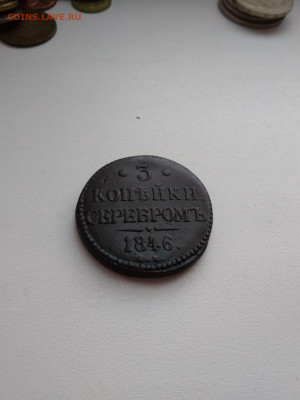 COINS.LAVE.RU
3
КОПѢЙКИ
СЕРЕБРОМЪ
1846.